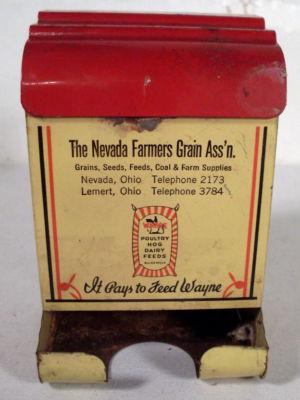 The Nevada Farmers Grain Ass'n.
Grains, Seeds, Feeds, Coal & Farm Supplies
Nevada, Ohio Telephone 2173
Lemert, Ohio Telephone 3784
WAYNE
POULTRY
HOG
DAIRY
FEEDS
It Pays to Feed Wayne